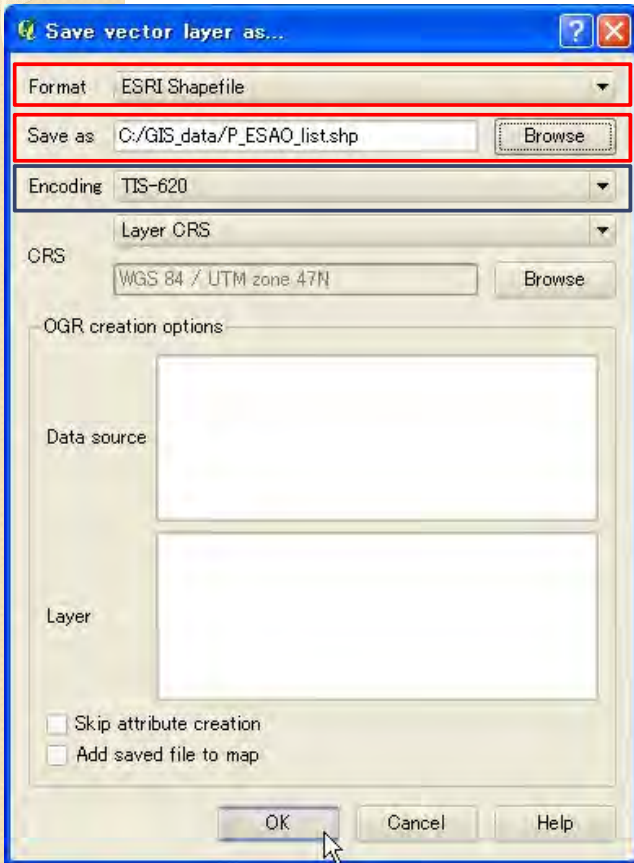 Save vector layer as...
Format ESRI Shapefile
Save as C:/GIS_data/P_ESAO_list.shp Browse
Encoding TIS-620
Layer CRS
CRS
WGS 84 / UTM zone 47N Browse
OGR creation options
Data source
Layer
Skip attribute creation
Add saved file to map
OK Cancel Help